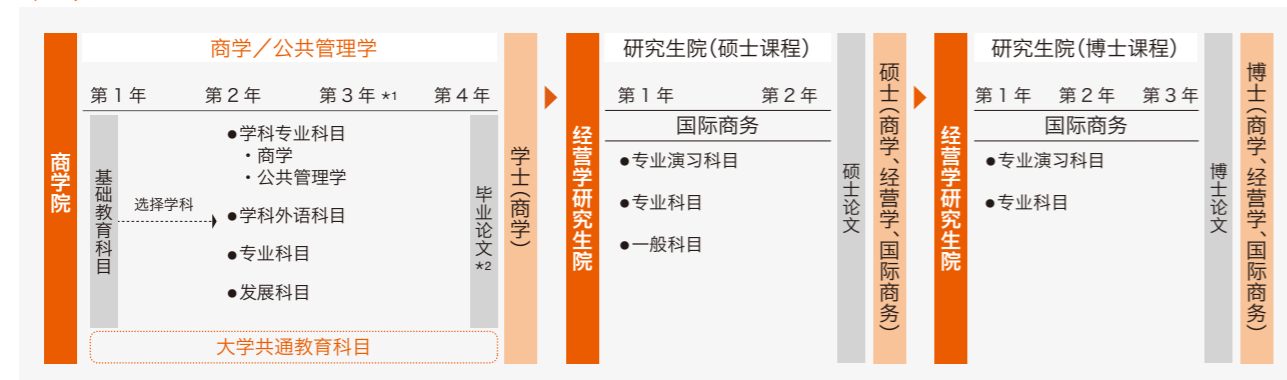 商学院
商学／公共管理学
第1年 第2年 第3年 *1 第4年
基础教育科目
选择学科
●学科专业科目
・商学
・公共管理学
●学科外语科目
●专业科目
●发展科目
毕业论文*2
大学共通教育科目
学士（商学）
经营学研究生院
研究生院（硕士课程）
第1年 第2年
国际商务
●专业演习科目
●专业科目
●一般科目
硕士论文
硕士（商学、经营学、国际商务）
经营学研究生院
研究生院（博士课程）
第1年 第2年 第3年
国际商务
●专业演习科目
●专业科目
博士论文
博士（商学、经营学、国际商务）